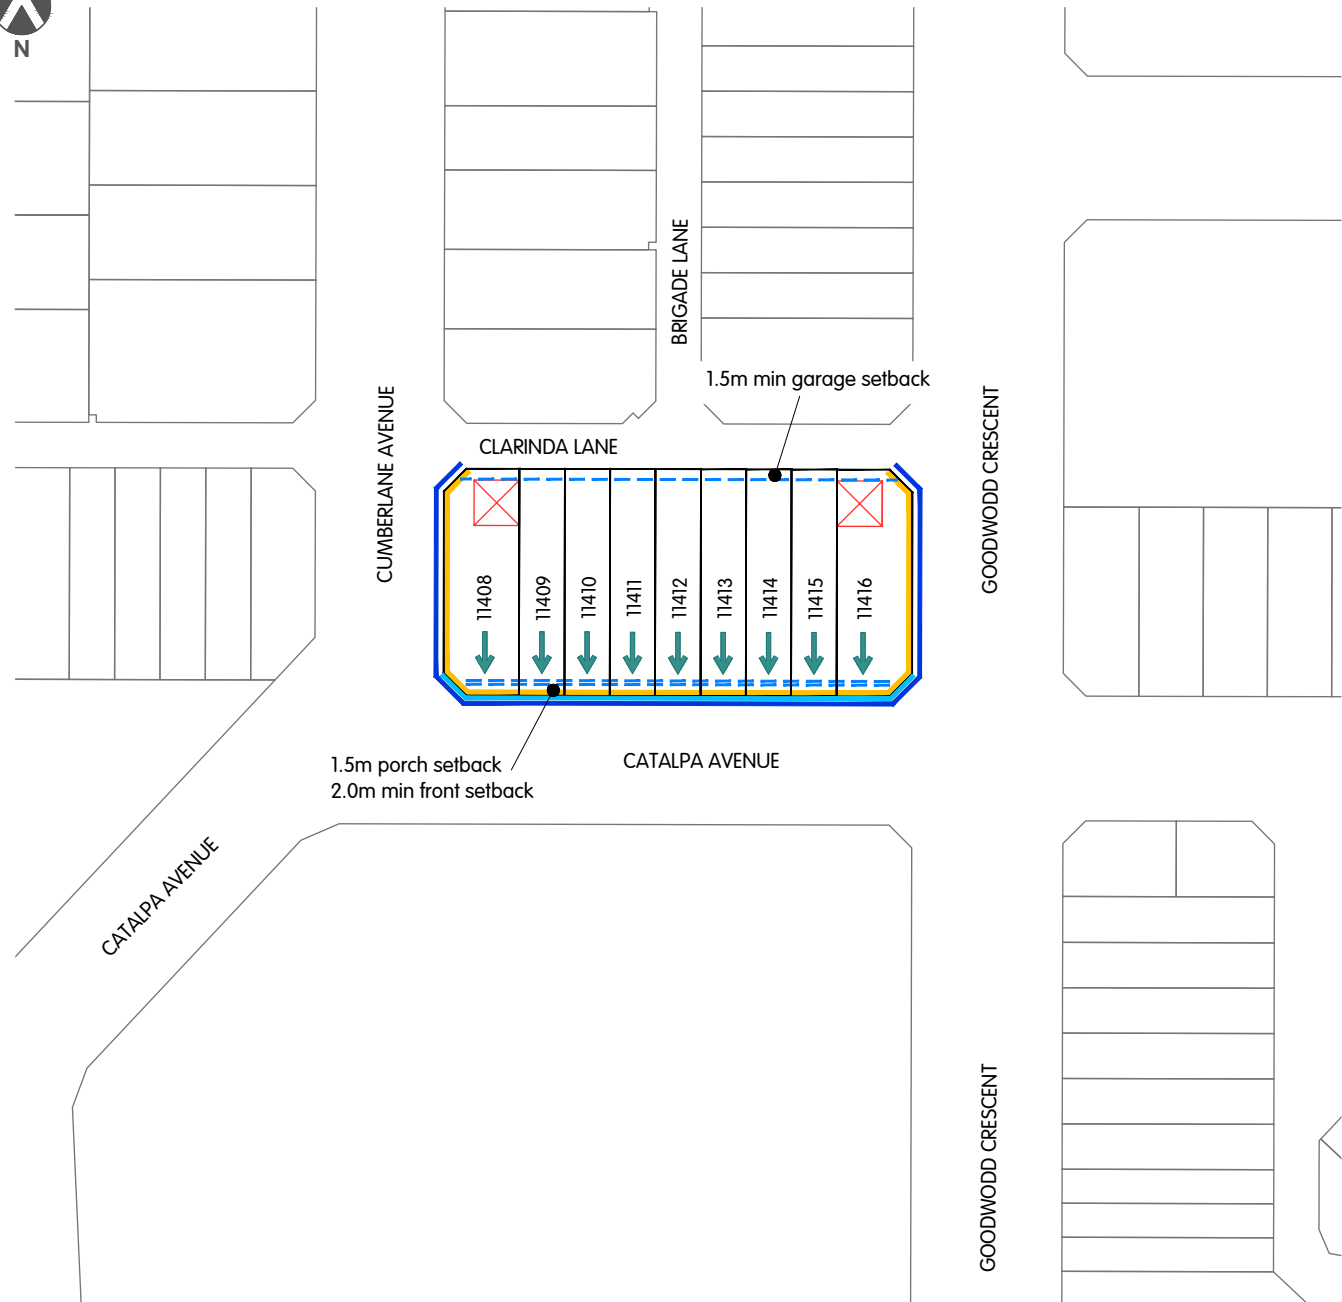 N
BRIGADE LANE
1.5m min garage setback
CUMBERLANE AVENUE
GOODWODD CRESCENT
CLARINDA LANE
11408
11409
11410
11411
11412
11413
11414
11415
11416
1.5m porch setback
2.0m min front setback
CATALPA AVENUE
CATALPA AVENUE
GOODWODD CRESCENT